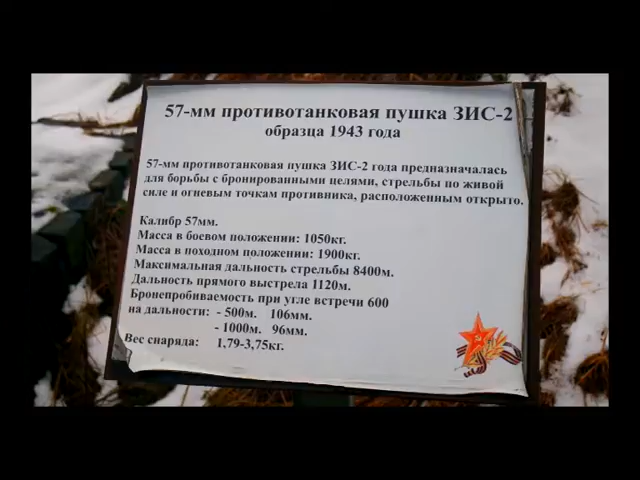 57-мм противотанковая пушка ЗИС-2
образца 1943 года
57-мм противотанковая пушка ЗИС-2 года предназначалась
для борьбы с бронированными целями, стрельбы по живой
силе и огневым точкам противника, расположенным открыто.
Калибр 57мм.
Масса в боевом положении: 1050кг.
Масса в походном положении: 1900кг.
Максимальная дальность стрельбы 8400м.
Дальность прямого выстрела 1120м.
Бронепробиваемость при угле встречи 600
на дальности: - 500м. 106мм.
- 1000м. 96мм.
Вес снаряда: 1,79-3,75кг.